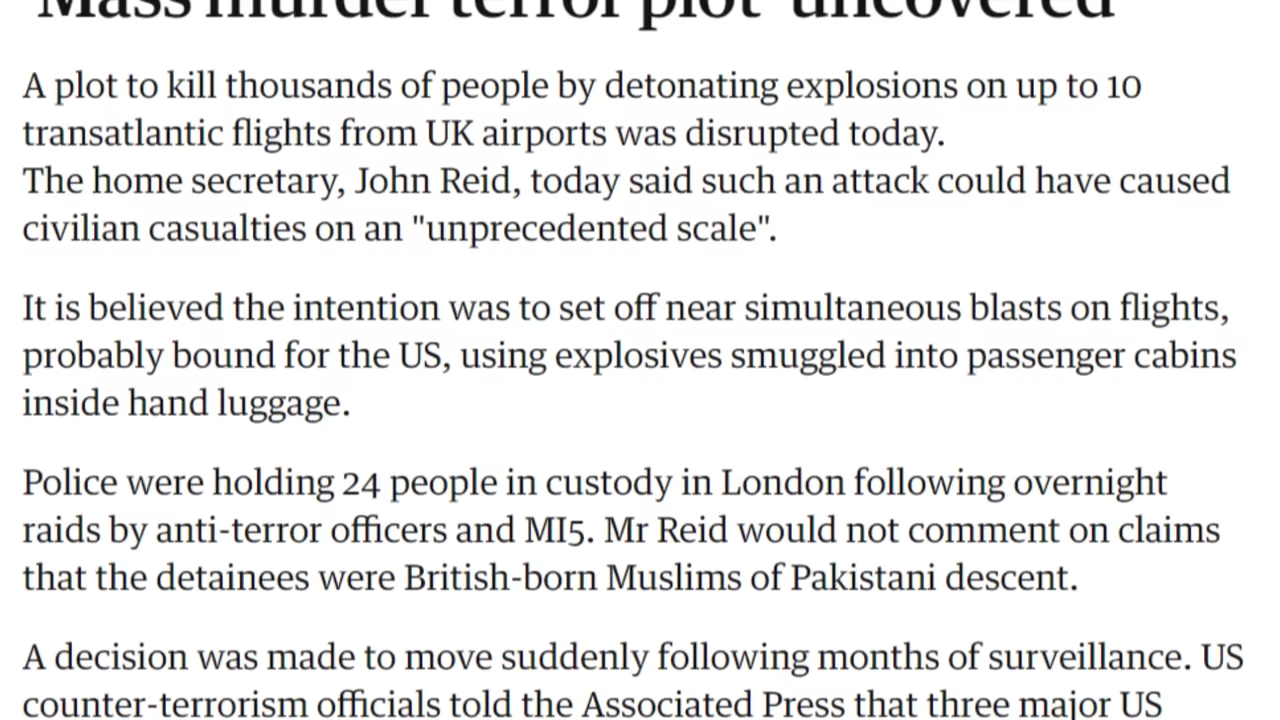 'Mass murder terror plot' uncovered
A plot to kill thousands of people by detonating explosions on up to 10
transatlantic flights from UK airports was disrupted today.
The home secretary, John Reid, today said such an attack could have caused
civilian casualties on an "unprecedented scale".
It is believed the intention was to set off near simultaneous blasts on flights,
probably bound for the US, using explosives smuggled into passenger cabins
inside hand luggage.
Police were holding 24 people in custody in London following overnight
raids by anti-terror officers and MI5. Mr Reid would not comment on claims
that the detainees were British-born Muslims of Pakistani descent.
A decision was made to move suddenly following months of surveillance. US
counter-terrorism officials told the Associated Press that three major US